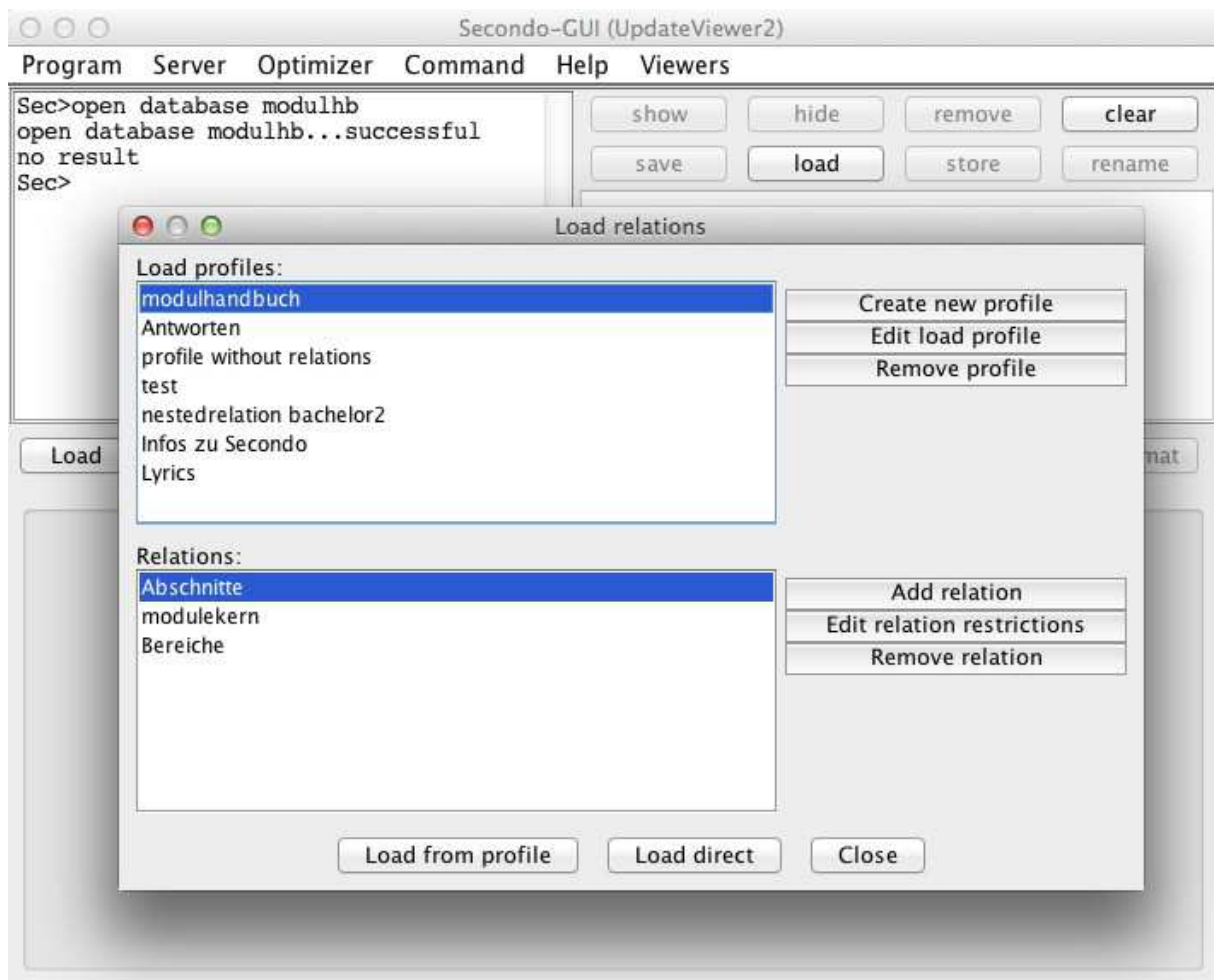 Secondo-GUI (UpdateViewer2)
Program Server Optimizer Command Help Viewers
Sec>open database modulhb
open database modulhb...successful
no result
Sec>
show hide remove clear
save load store rename
Load relations
Load profiles:
modulhandbuch
Antworten
profile without relations
test
nestedrelation bachelor2
Infos zu Secondo
Lyrics
Create new profile
Edit load profile
Remove profile
Load
mat
Relations:
Abschnitte
modulekern
Bereiche
Add relation
Edit relation restrictions
Remove relation
Load from profile Load direct Close